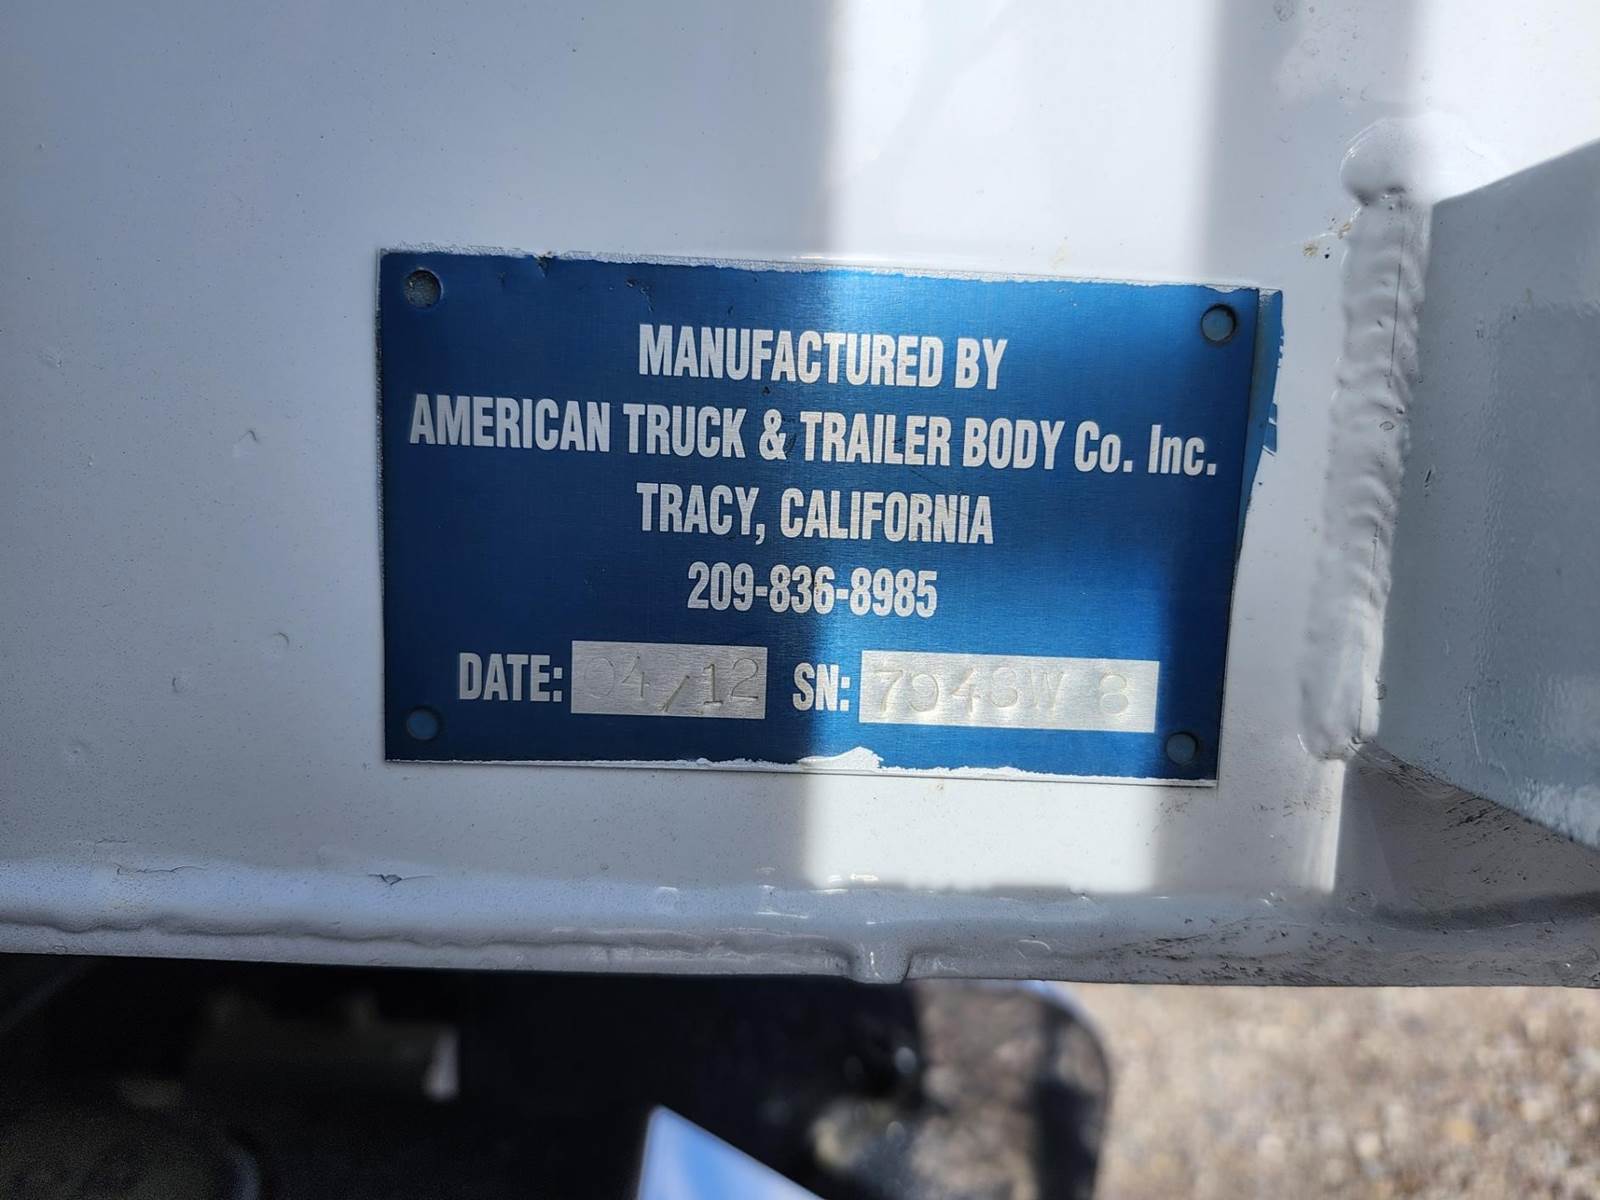 MANUFACTURED BY
AMERICAN TRUCK & TRAILER BODY Co. Inc.
TRACY, CALIFORNIA
209-836-8985
DATE: 04/12 SN: